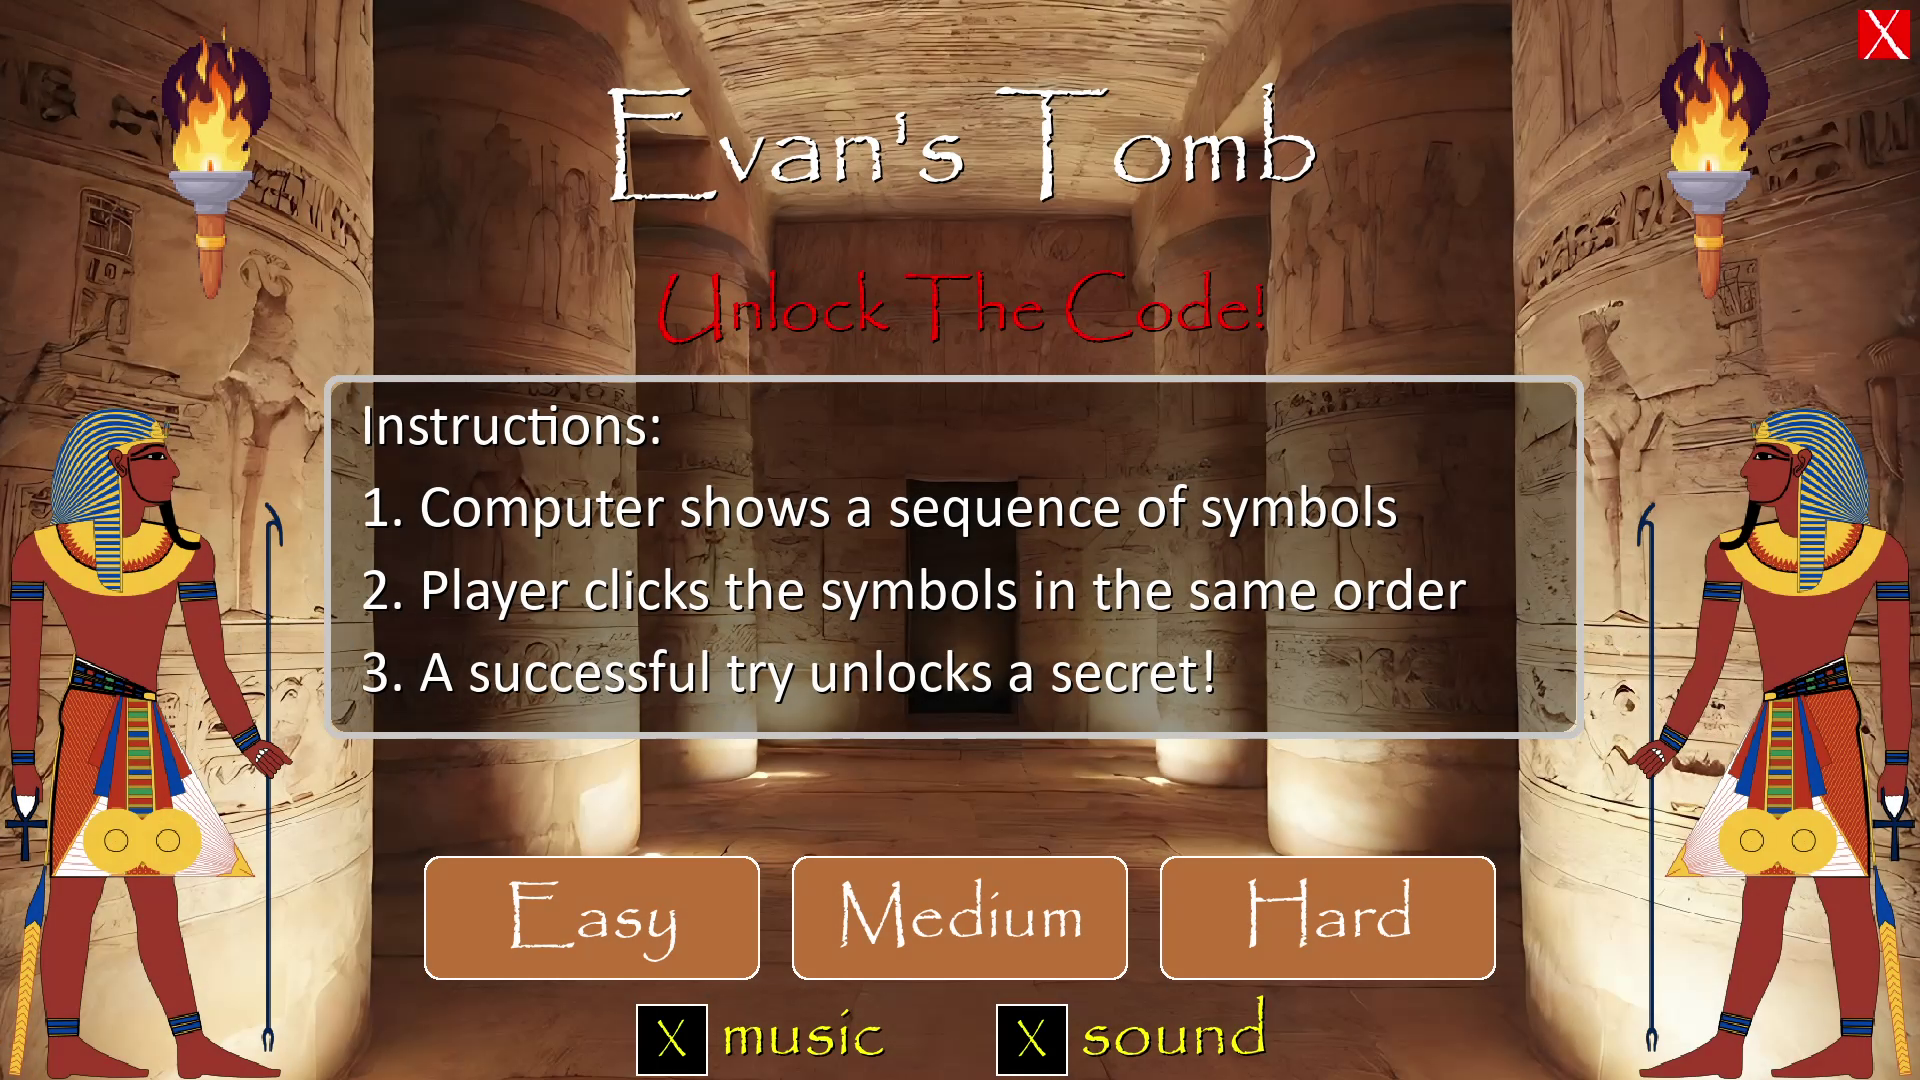 X
Evan's Tomb
Unlock The Code!
Instructions:
1. Computer shows a sequence of symbols
2. Player clicks the symbols in the same order
3. A successful try unlocks a secret!
Easy Medium Hard
X music X sound